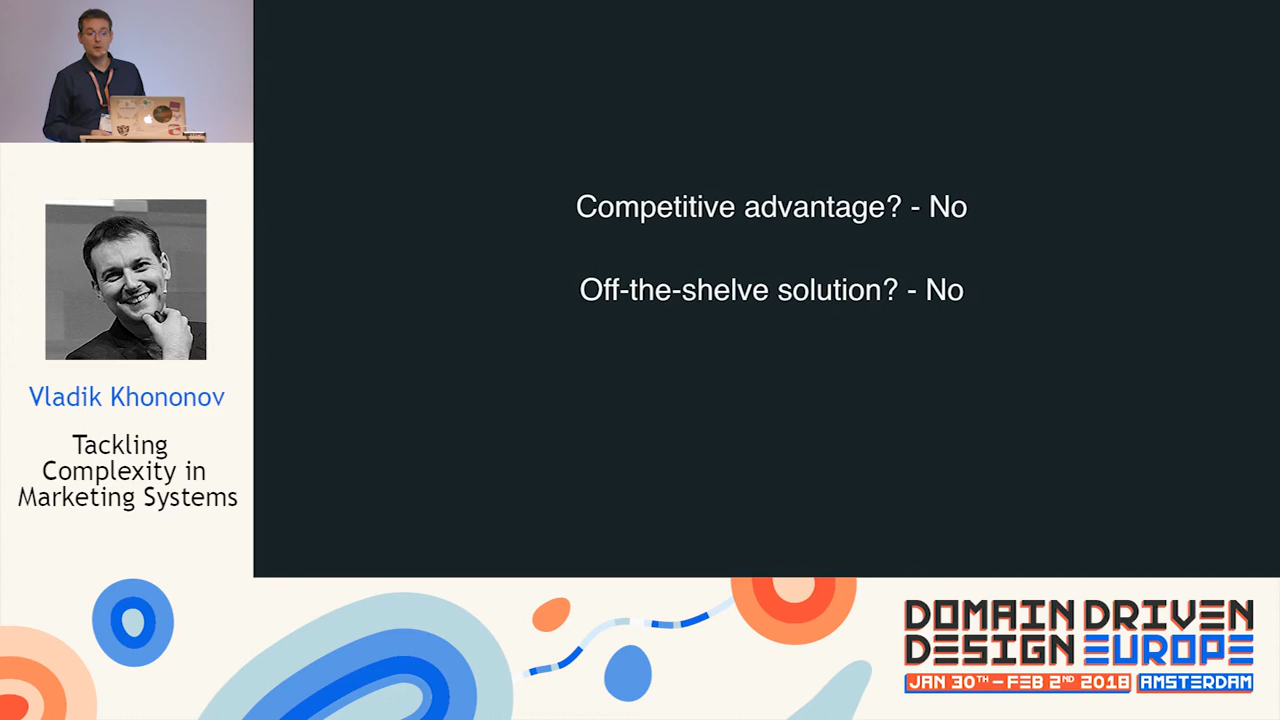 Competitive advantage? - No
Off-the-shelve solution? - No
Vladik Khononov
Tackling
Complexity in
Marketing Systems
DOMAIN DRIVEN
DESIGN EUROPE
JAN 30TH - FEB 2ND 2018 AMSTERDAM